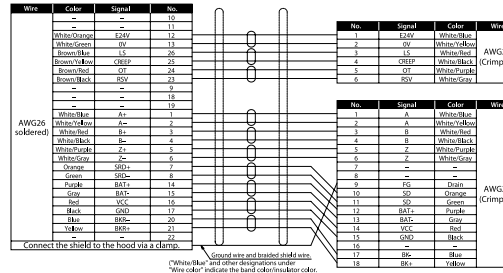 Wire Color Signal No.
– – 10
– – 11
White/Orange E24V 12
White/Green 0V 13
Brown/Blue LS 26
Brown/Yellow CREEP 25
Brown/Red OT 24
Brown/Black RSV 23
– – 9
– – 18
– – 19
White/Blue A+ 1
White/Yellow A– 2
White/Red B+ 3
White/Black B– 4
White/Purple Z+ 5
White/Gray Z– 6
Orange SRD+ 7
Green SRD– 8
Purple BAT+ 14
Gray BAT- 15
Red VCC 16
Black GND 17
Blue BKR– 20
Yellow BKR+ 21
– – 22
AWG26
soldered)
Connect the shield to the hood via a clamp.
No. Signal Color Wire
1 E24V White/Blue
2 0V White/Yellow
3 LS White/Red
4 CREEP White/Black
5 OT White/Purple
6 RSV White/Gray
AWG2
(Crimp
No. Signal Color Wire
1 A White/Blue
2 A White/Yellow
3 B White/Red
4 B White/Black
5 Z White/Purple
6 Z White/Gray
7 – –
8 – –
9 FG Drain
10 SD Orange
11 SD Green
12 BAT+ Purple
13 BAT- Gray
14 VCC Red
15 GND Black
16 – –
17 BK- Blue
18 BK+ Yellow
AWG2
(Crimp
Ground wire and braided shield wire.
("White/Blue" and other designations under
"Wire color" indicate the band color/insulator color.